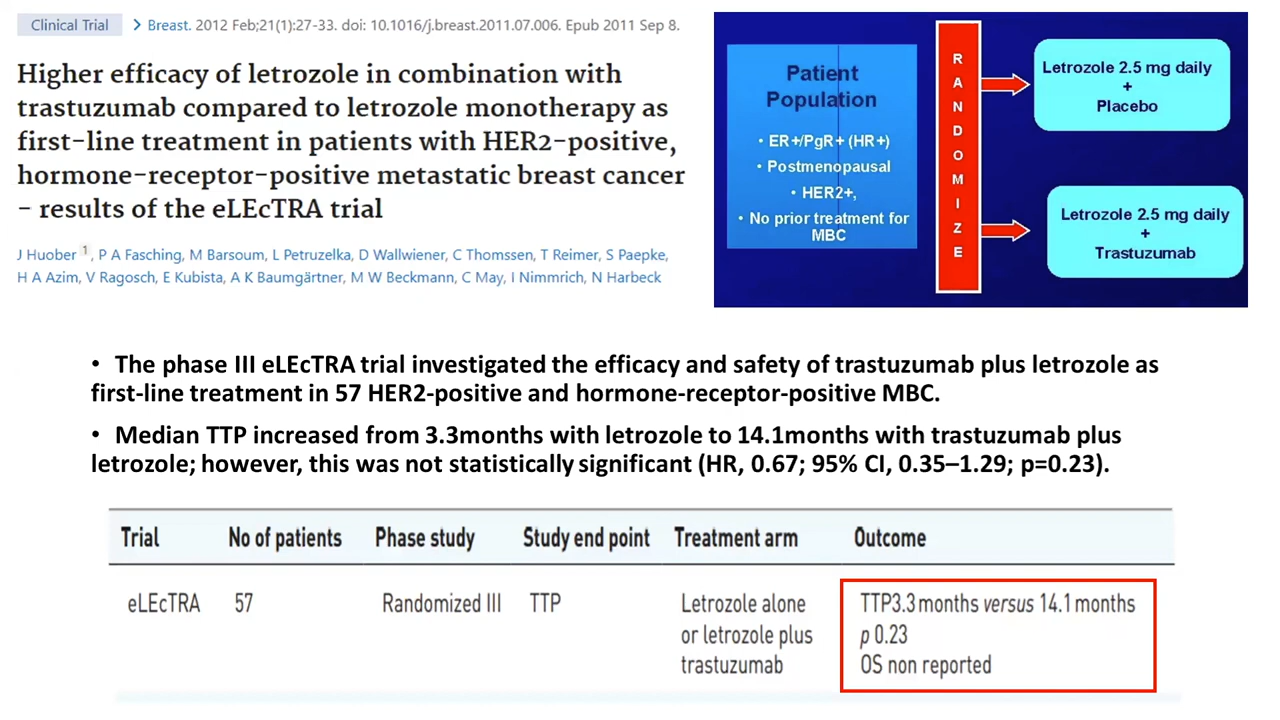 Clinical Trial > Breast. 2012 Feb;21(1):27-33. doi: 10.1016/j.breast.2011.07.006. Epub 2011 Sep 8.
Higher efficacy of letrozole in combination with
trastuzumab compared to letrozole monotherapy as
first-line treatment in patients with HER2-positive,
hormone-receptor-positive metastatic breast cancer
– results of the eLEcTRA trial
J Huober 1, P A Fasching, M Barsoum, L Petruzelka, D Wallwiener, C Thomssen, T Reimer, S Paepke,
H A Azim, V Ragosch, E Kubista, A K Baumgärtner, M W Beckmann, C May, I Nimmrich, N Harbeck
Patient
Population
• ER+/PgR+ (HR+)
• Postmenopausal
• HER2+,
• No prior treatment for
MBC
R
A
N
D
O
M
I
Z
E
Letrozole 2.5 mg daily
+
Placebo
Letrozole 2.5 mg daily
+
Trastuzumab
• The phase III eLEcTRA trial investigated the efficacy and safety of trastuzumab plus letrozole as
first-line treatment in 57 HER2-positive and hormone-receptor-positive MBC.
• Median TTP increased from 3.3months with letrozole to 14.1months with trastuzumab plus
letrozole; however, this was not statistically significant (HR, 0.67; 95% CI, 0.35–1.29; p=0.23).
Trial No of patients Phase study Study end point Treatment arm Outcome
eLEcTRA 57 Randomized III TTP Letrozole alone TTP3.3 months versus 14.1 months
or letrozole plus p 0.23
trastuzumab OS non reported